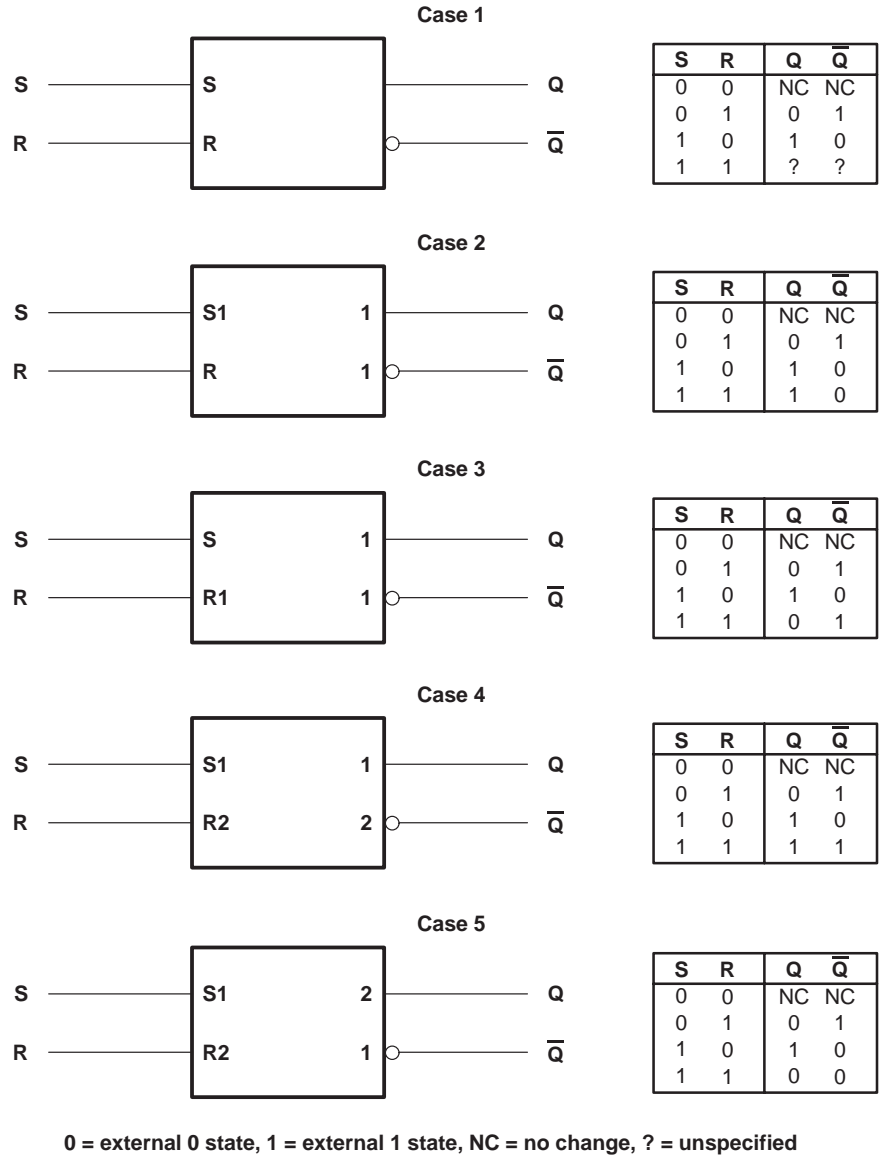 Case 1
S S Q
R R Q̅
S R Q Q̅
0 0 NC NC
0 1 0 1
1 0 1 0
1 1 ? ?
Case 2
S S1 1 Q
R R 1 Q̅
S R Q Q̅
0 0 NC NC
0 1 0 1
1 0 1 0
1 1 1 0
Case 3
S S 1 Q
R R1 1 Q̅
S R Q Q̅
0 0 NC NC
0 1 0 1
1 0 1 0
1 1 0 1
Case 4
S S1 1 Q
R R2 2 Q̅
S R Q Q̅
0 0 NC NC
0 1 0 1
1 0 1 0
1 1 1 1
Case 5
S S1 2 Q
R R2 1 Q̅
S R Q Q̅
0 0 NC NC
0 1 0 1
1 0 1 0
1 1 0 0
0 = external 0 state, 1 = external 1 state, NC = no change, ? = unspecified